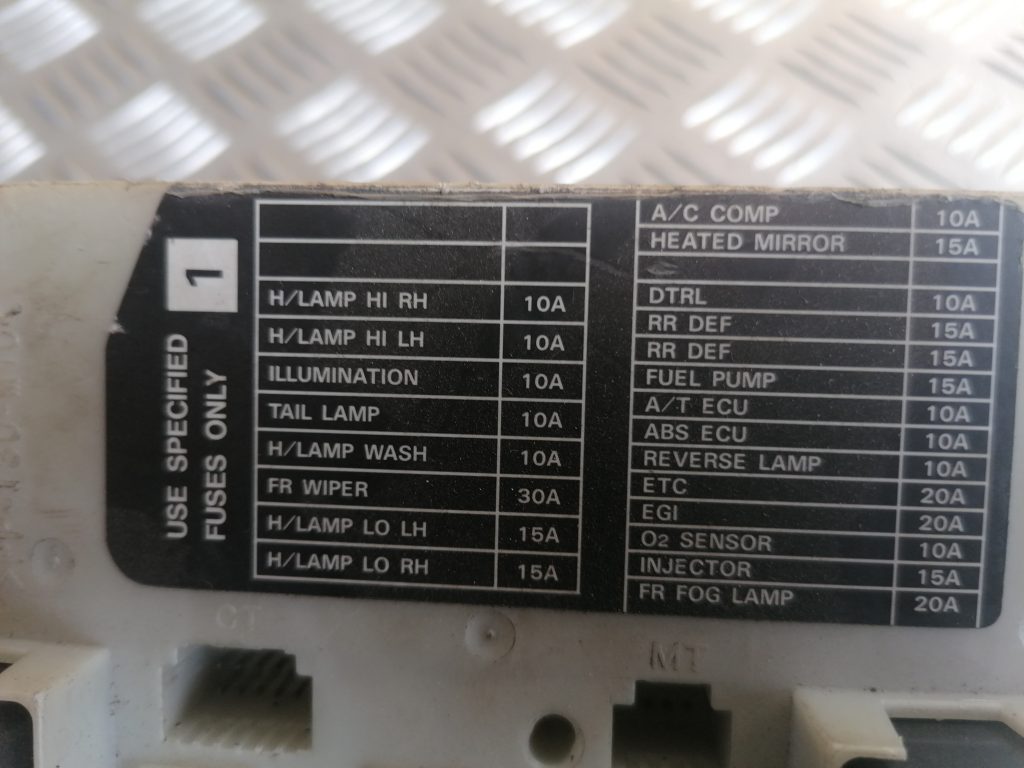 1
USE SPECIFIED
FUSES ONLY
H/LAMP HI RH 10A
H/LAMP HI LH 10A
ILLUMINATION 10A
TAIL LAMP 10A
H/LAMP WASH 10A
FR WIPER 30A
H/LAMP LO LH 15A
H/LAMP LO RH 15A
A/C COMP 10A
HEATED MIRROR 15A
DTRL 10A
RR DEF 15A
RR DEF 15A
FUEL PUMP 15A
A/T ECU 10A
ABS ECU 10A
REVERSE LAMP 10A
ETC 20A
EGI 20A
O2 SENSOR 10A
INJECTOR 15A
FR FOG LAMP 20A
CT
MT